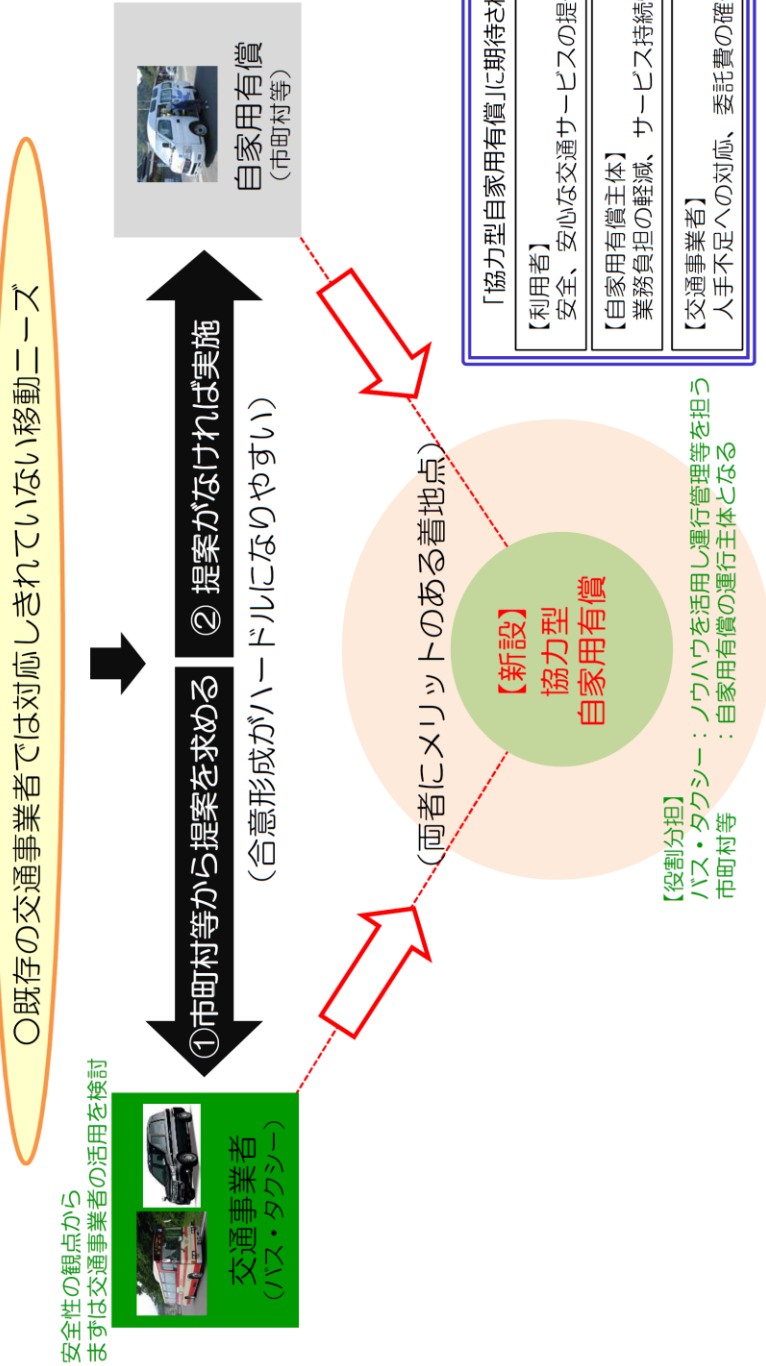 〇既存の交通事業者では対応しきれていない移動ニーズ
安全性の観点から
まずは交通事業者の活用を検討
交通事業者
(バス・タクシー)
①市町村等から提案を求める
② 提案がなければ実施
(合意形成がハードルになりやすい)
自家用有償
(市町村等)
(両者にメリットのある着地点)
【新設】
協力型
自家用有償
【役割分担】
バス・タクシー:ノウハウを活用し運行管理等を担う
市町村等 :自家用有償の運行主体となる
「協力型自家用有償」に期待され
【利用者】
安全、安心な交通サービスの提
【自家用有償主体】
業務負担の軽減、サービス持続
【交通事業者】
人手不足への対応、委託費の確